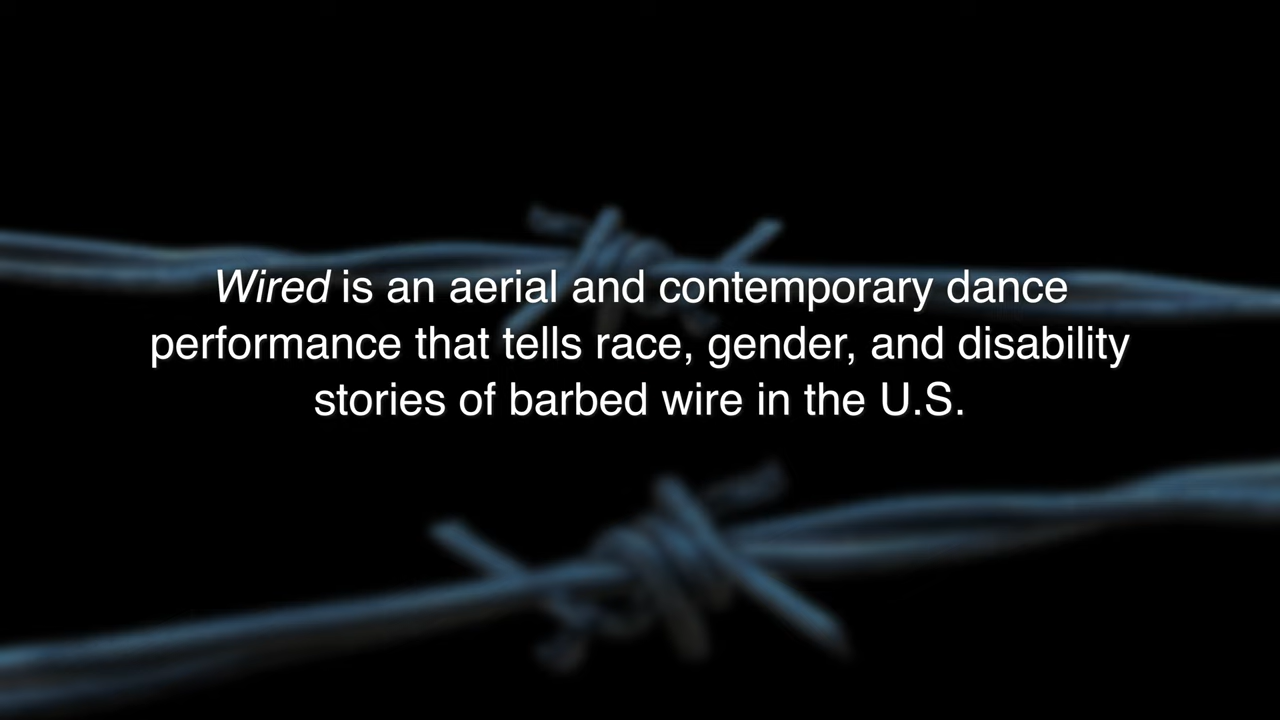 Wired is an aerial and contemporary dance
performance that tells race, gender, and disability
stories of barbed wire in the U.S.